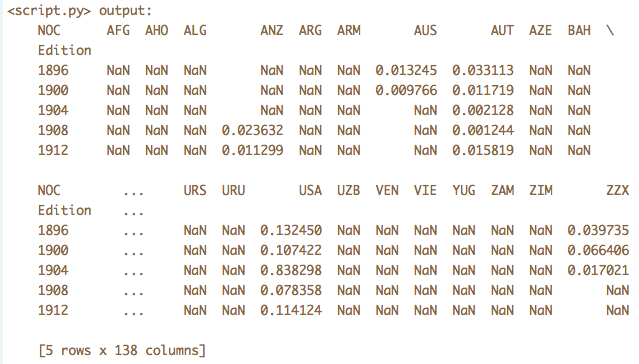 <script.py> output:
NOC AFG AHO ALG ANZ ARG ARM AUS AUT AZE BAH \
Edition
1896 NaN NaN NaN NaN NaN NaN 0.013245 0.033113 NaN NaN
1900 NaN NaN NaN NaN NaN NaN 0.009766 0.011719 NaN NaN
1904 NaN NaN NaN NaN NaN NaN NaN 0.002128 NaN NaN
1908 NaN NaN NaN 0.023632 NaN NaN NaN 0.001244 NaN NaN
1912 NaN NaN NaN 0.011299 NaN NaN NaN 0.015819 NaN NaN
NOC ... URS URU USA UZB VEN VIE YUG ZAM ZIM ZZX
Edition ...
1896 ... NaN NaN 0.132450 NaN NaN NaN NaN NaN NaN 0.039735
1900 ... NaN NaN 0.107422 NaN NaN NaN NaN NaN NaN 0.066406
1904 ... NaN NaN 0.838298 NaN NaN NaN NaN NaN NaN 0.017021
1908 ... NaN NaN 0.078358 NaN NaN NaN NaN NaN NaN NaN
1912 ... NaN NaN 0.114124 NaN NaN NaN NaN NaN NaN NaN
[5 rows x 138 columns]